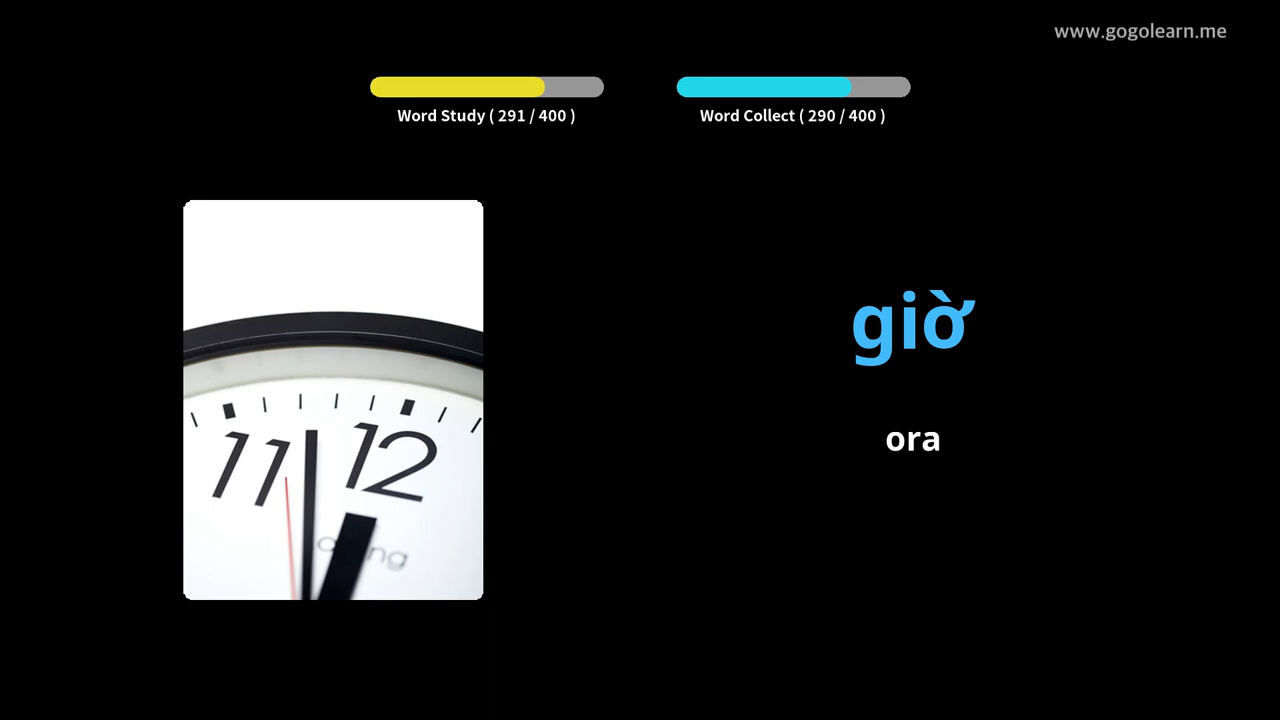 www.gogolearn.me
Word Study ( 291 / 400 )
Word Collect ( 290 / 400 )
11
12
giờ
ora